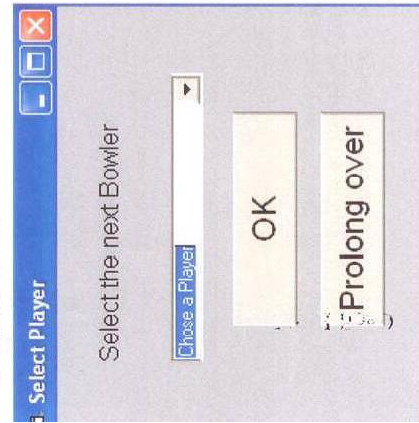 Select Player
Select the next Bowler
Chose a Player
OK
Prolong over